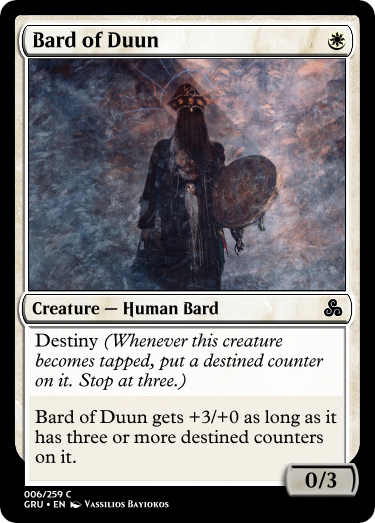 Bard of Duun
Creature — Human Bard
Destiny (Whenever this creature
becomes tapped, put a destined counter
on it. Stop at three.)
Bard of Duun gets +3/+0 as long as it
has three or more destined counters
on it.
0/3
006/259 C
GRU • EN Vassilios Bayiokos